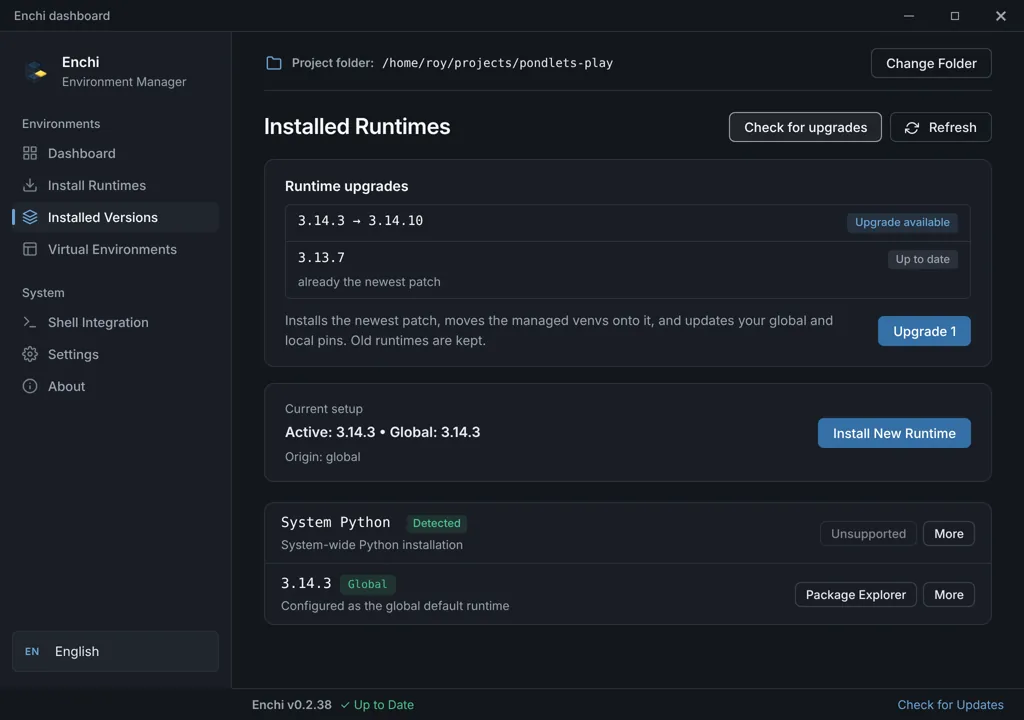 Enchi dashboard
Enchi
Environment Manager
Environments
Dashboard
Install Runtimes
Installed Versions
Virtual Environments
System
Shell Integration
Settings
About
EN English
Project folder: /home/roy/projects/pondlets-play
Change Folder
Installed Runtimes
Check for upgrades
Refresh
Runtime upgrades
3.14.3 → 3.14.10
Upgrade available
3.13.7
Up to date
already the newest patch
Installs the newest patch, moves the managed venvs onto it, and updates your global and
local pins. Old runtimes are kept.
Upgrade 1
Current setup
Active: 3.14.3 • Global: 3.14.3
Origin: global
Install New Runtime
System Python Detected
System-wide Python installation
Unsupported
More
3.14.3 Global
Configured as the global default runtime
Package Explorer
More
Enchi v0.2.38 ✓ Up to Date
Check for Updates